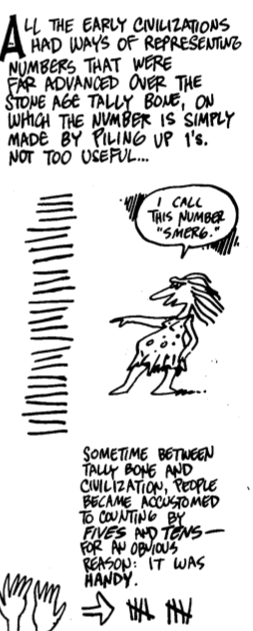 ALL THE EARLY CIVILIZATIONS
HAD WAYS OF REPRESENTING
NUMBERS THAT WERE
FAR ADVANCED OVER THE
STONE AGE TALLY BONE, ON
WHICH THE NUMBER IS SIMPLY
MADE BY PILING UP 1'S.
NOT TOO USEFUL...
I CALL
THIS NUMBER
"SMERG."
SOMETIME BETWEEN
TALLY BONE AND
CIVILIZATION, PEOPLE
BECAME ACCUSTOMED
TO COUNTING BY
FIVES AND TENS—
FOR AN OBVIOUS
REASON: IT WAS
HANDY.